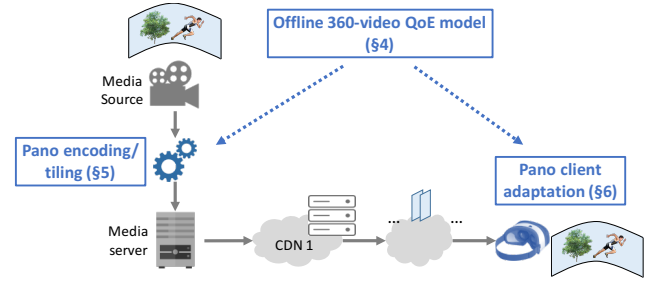 Offline 360-video QoE model
(§4)
Media
Source
Pano encoding/
tiling (§5)
Pano client
adaptation (§6)
Media
server
CDN 1
...
...